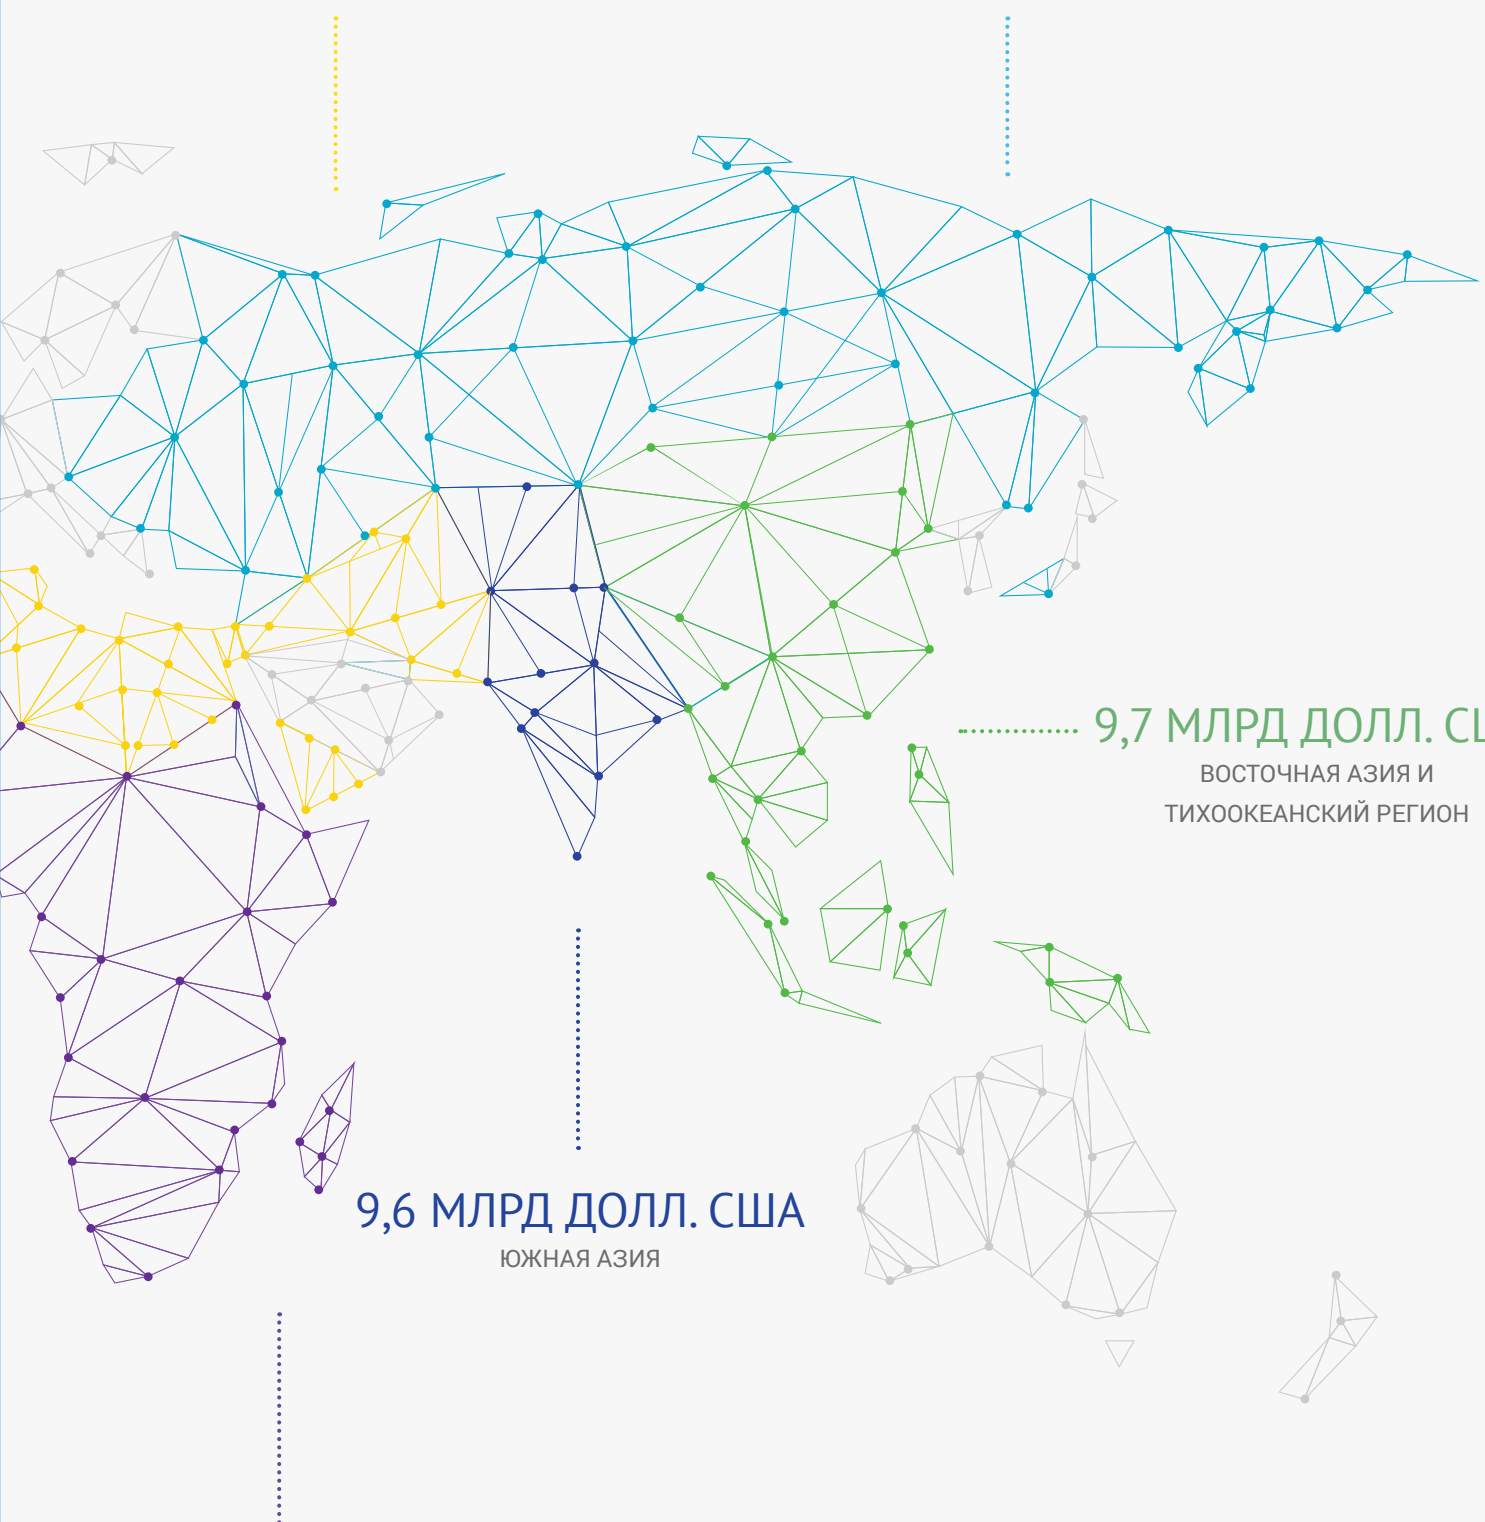 9,7 МЛРД ДОЛЛ.
ВОСТОЧНАЯ АЗИЯ И
ТИХООКЕАНСКИЙ РЕГИОН
9,6 МЛРД ДОЛЛ. США
ЮЖНАЯ АЗИЯ